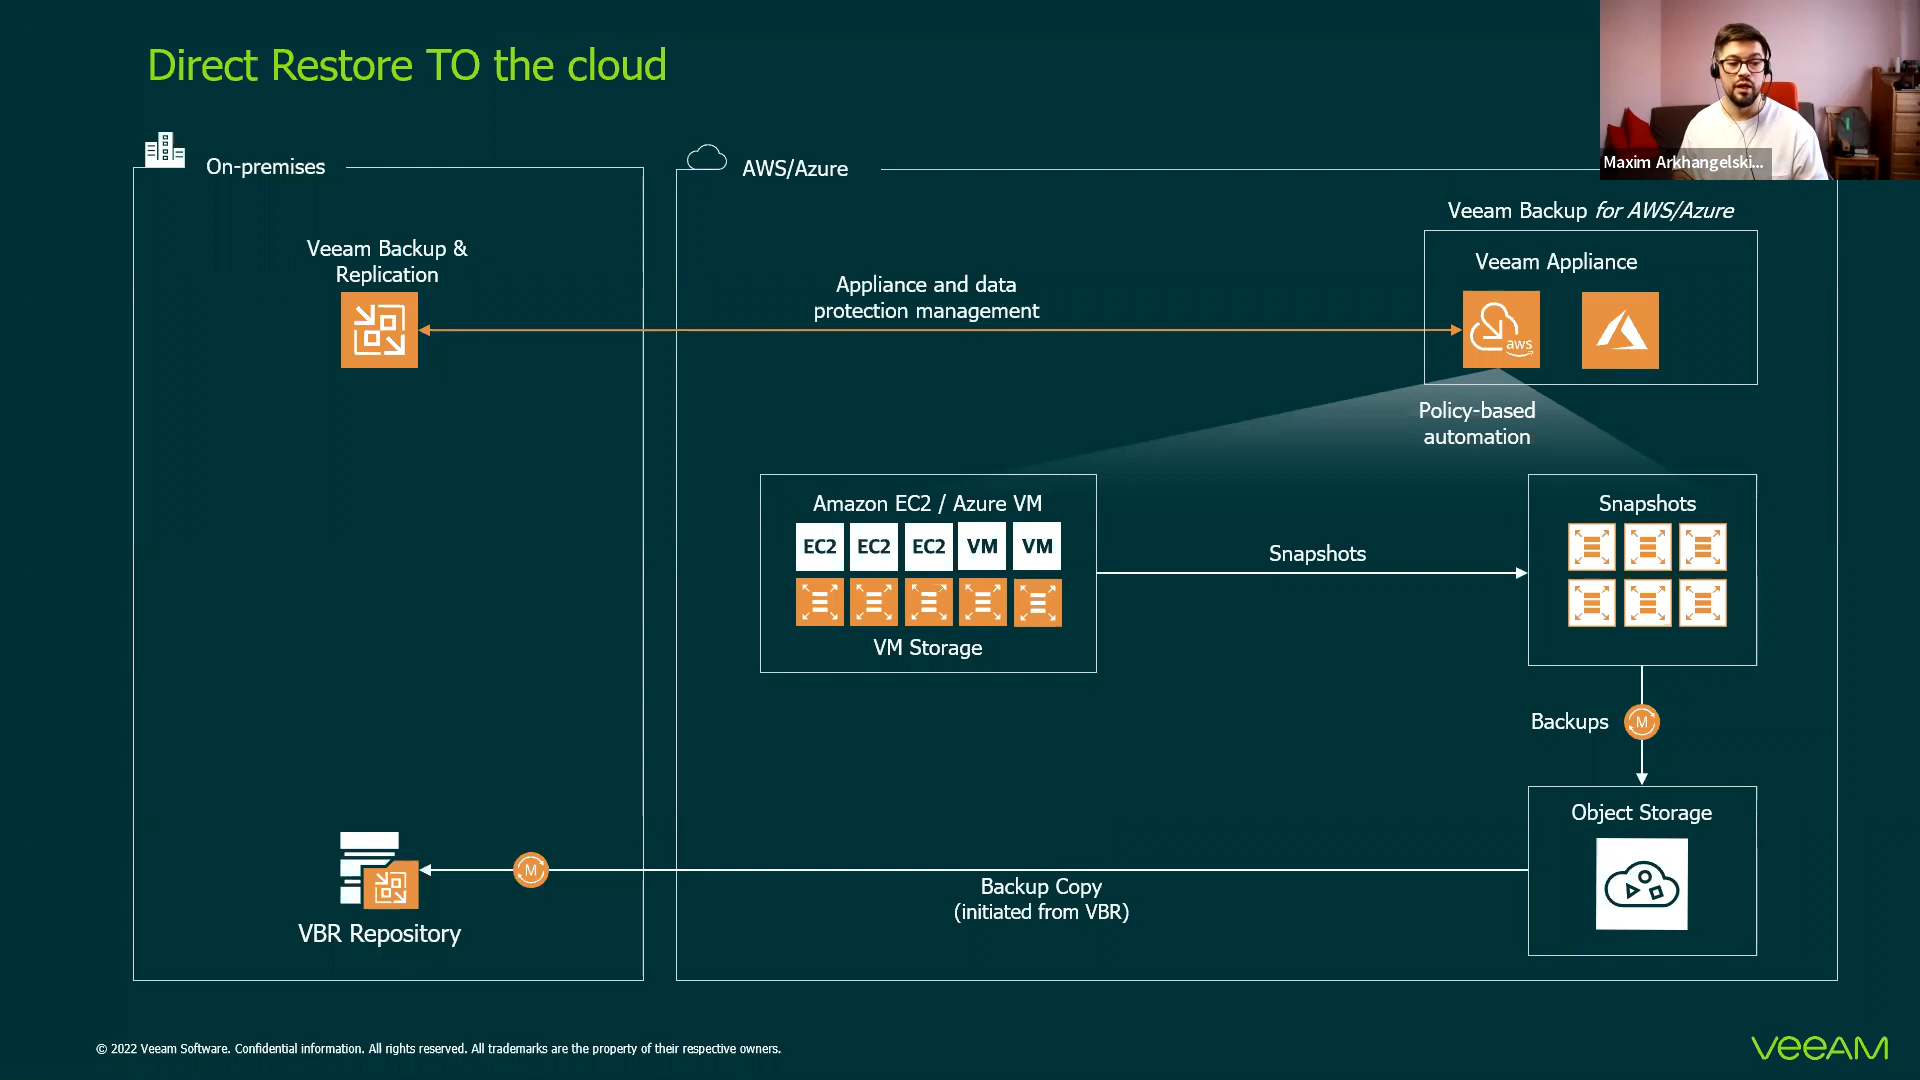 Direct Restore TO the cloud
Maxim Arkhangelski...
On-premises
AWS/Azure
Veeam Backup for AWS/Azure
Veeam Backup &
Replication
Veeam Appliance
Appliance and data
protection management
aws
Policy-based
automation
Amazon EC2 / Azure VM
EC2 EC2 EC2 VM VM
VM Storage
Snapshots
Snapshots
Backups
M
Object Storage
M
Backup Copy
(initiated from VBR)
VBR Repository
© 2022 Veeam Software. Confidential information. All rights reserved. All trademarks are the property of their respective owners.
VEEAM